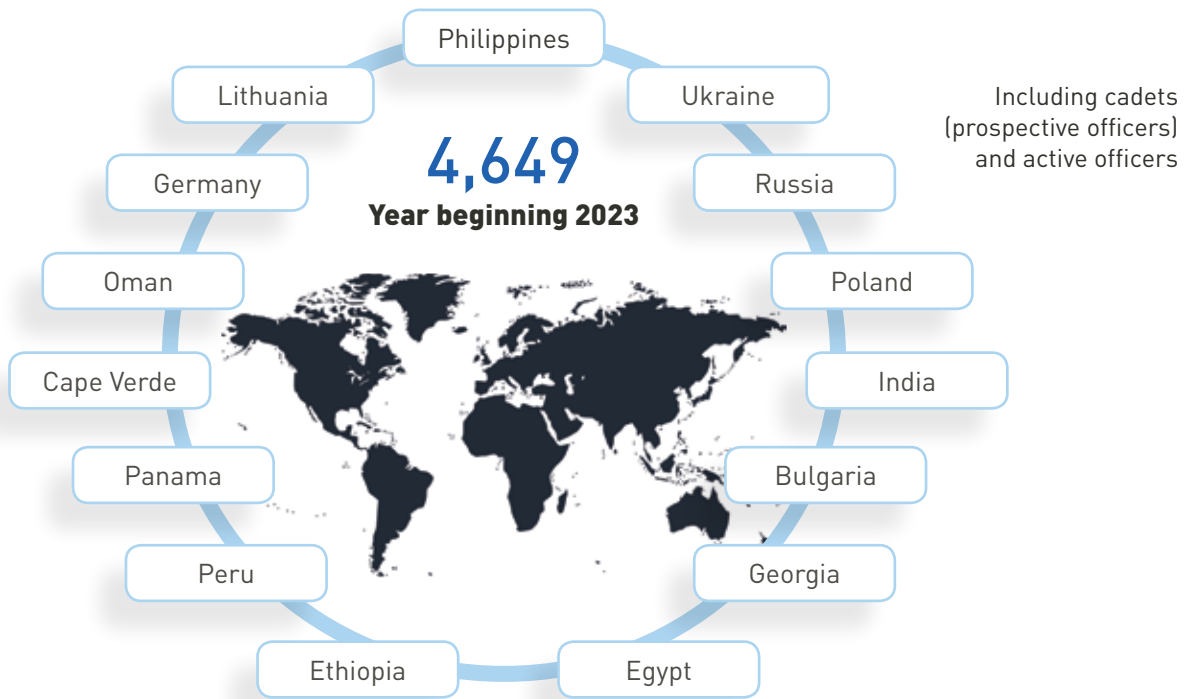 Philippines
Lithuania
Ukraine
Including cadets
(prospective officers)
and active officers
4,649
Year beginning 2023
Germany
Russia
Oman
Poland
Cape Verde
India
Panama
Bulgaria
Peru
Georgia
Ethiopia
Egypt